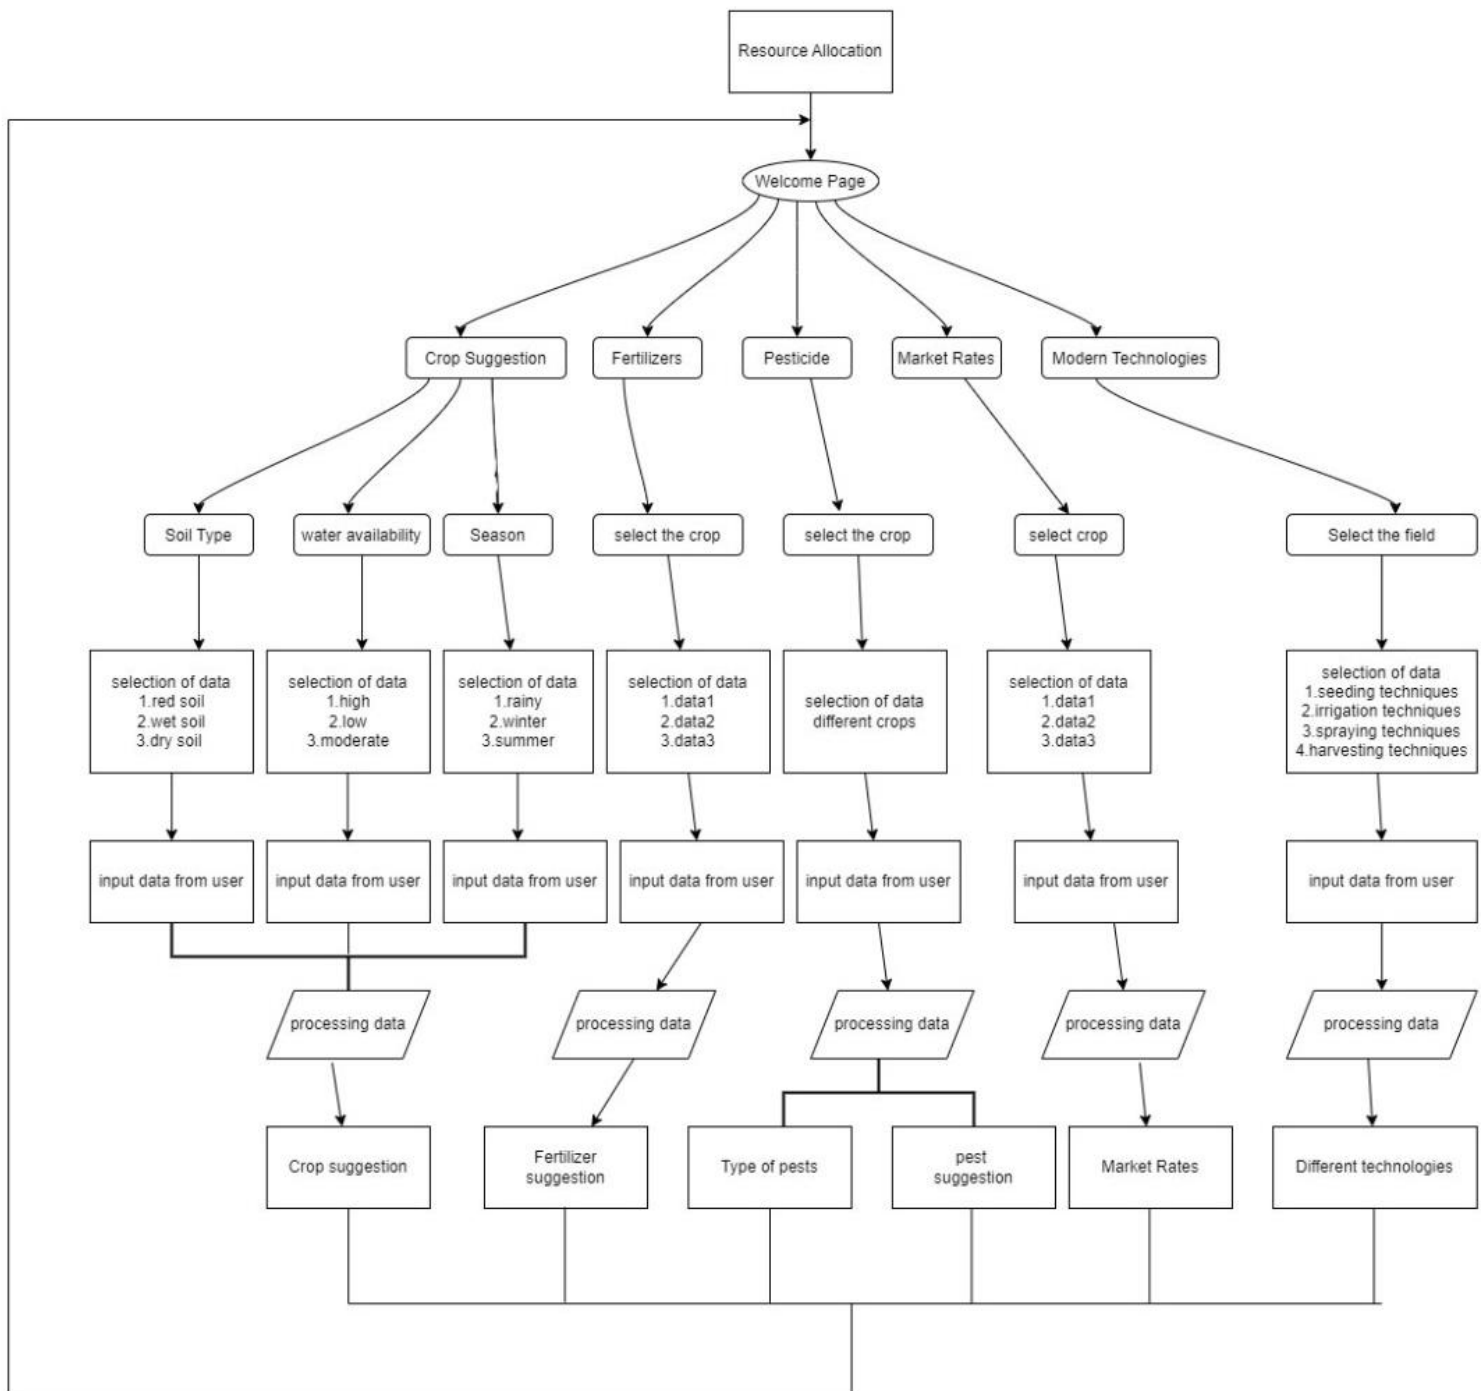 Resource Allocation
Welcome Page
Crop Suggestion
Fertilizers
Pesticide
Market Rates
Modern Technologies
Soil Type
water availability
Season
select the crop
select the crop
select crop
Select the field
selection of data
1.red soil
2.wet soil
3.dry soil
selection of data
1.high
2.low
3.moderate
selection of data
1.rainy
2.winter
3.summer
selection of data
1.data1
2.data2
3.data3
selection of data
different crops
selection of data
1.data1
2.data2
3.data3
selection of data
1.seeding techniques
2.irrigation techniques
3.spraying techniques
4.harvesting techniques
input data from user
input data from user
input data from user
input data from user
input data from user
input data from user
input data from user
processing data
processing data
processing data
processing data
processing data
Crop suggestion
Fertilizer
suggestion
Type of pests
pest
suggestion
Market Rates
Different technologies